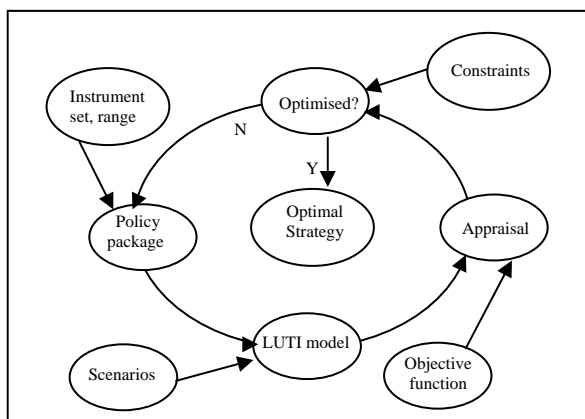 Constraints
Instrument
set, range
Optimised?
N
Y
Policy
package
Optimal
Strategy
Appraisal
LUTI model
Scenarios
Objective
function